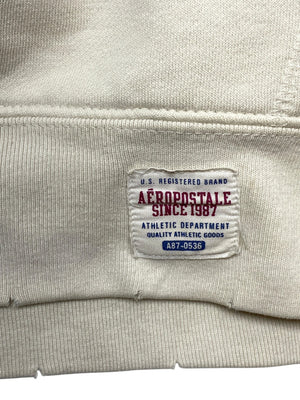 U.S. REGISTERED BRAND
AÉROPOSTALE
SINCE 1987
ATHLETIC DEPARTMENT
QUALITY ATHLETIC GOODS
A87-0536